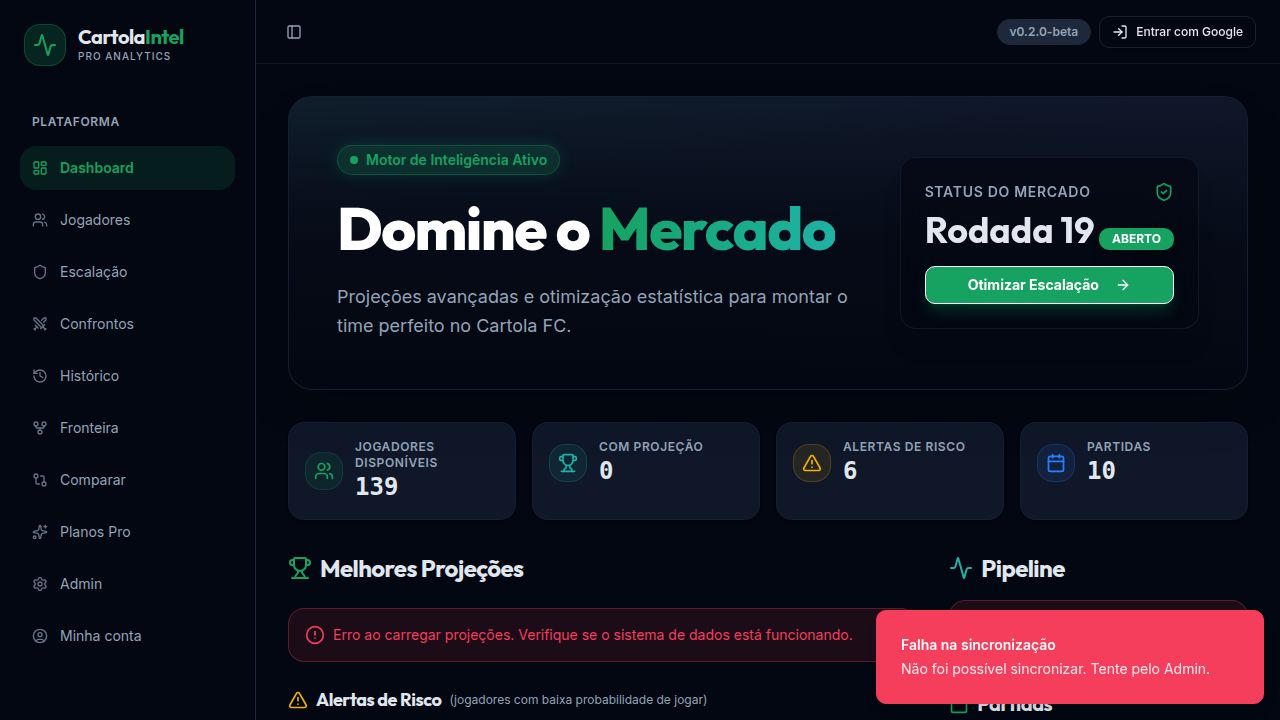 CartolaIntel
PRO ANALYTICS
PLATAFORMA
Dashboard
Jogadores
Escalação
Confrontos
Histórico
Fronteira
Comparar
Planos Pro
Admin
Minha conta
v0.2.0-beta
Entrar com Google
Motor de Inteligência Ativo
Domine o Mercado
Projeções avançadas e otimização estatística para montar o
time perfeito no Cartola FC.
STATUS DO MERCADO
Rodada 19
ABERTO
Otimizar Escalação
JOGADORES
DISPONÍVEIS
139
COM PROJEÇÃO
0
ALERTAS DE RISCO
6
PARTIDAS
10
Melhores Projeções
Erro ao carregar projeções. Verifique se o sistema de dados está funcionando.
Alertas de Risco (jogadores com baixa probabilidade de jogar)
Pipeline
Falha na sincronização
Não foi possível sincronizar. Tente pelo Admin.
Partidas